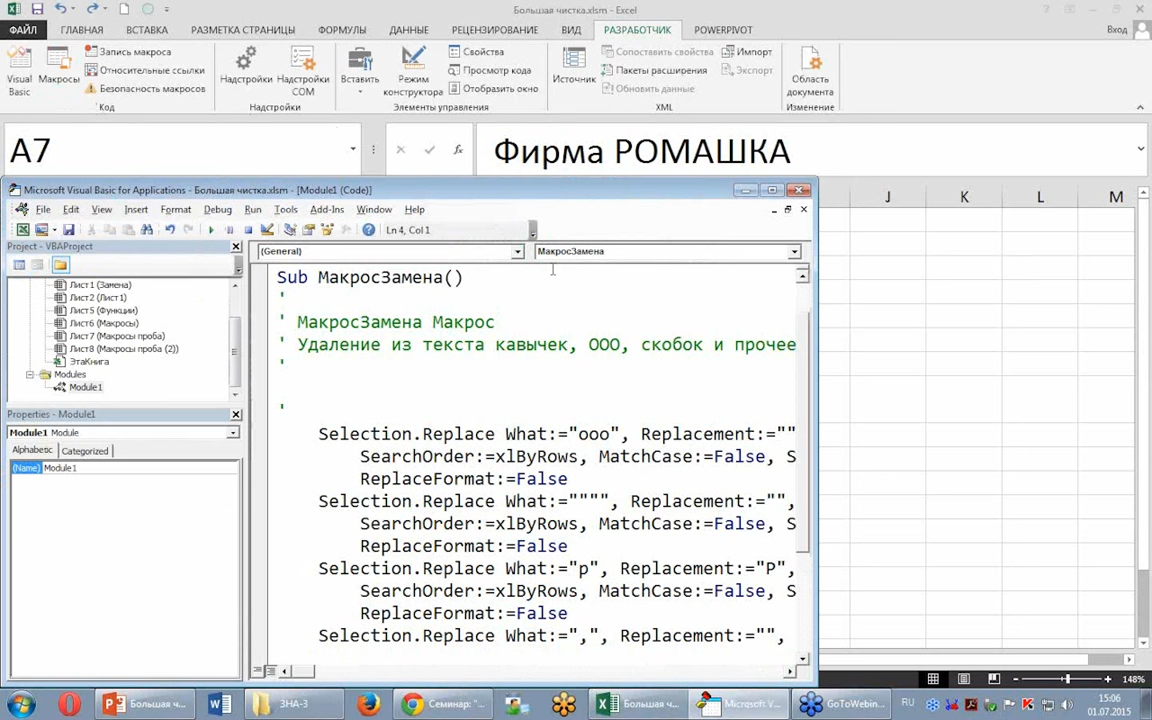 Большая чистка.xlsm - Excel
ФАЙЛ ГЛАВНАЯ ВСТАВКА РАЗМЕТКА СТРАНИЦЫ ФОРМУЛЫ ДАННЫЕ РЕЦЕНЗИРОВАНИЕ ВИД РАЗРАБОТЧИК POWERPIVOT Вход
Visual Basic
Макросы
Запись макроса
Относительные ссылки
Безопасность макросов
Код
Надстройки
Надстройки COM
Надстройки
Вставить
Режим конструктора
Свойства
Просмотр кода
Отобразить окно
Элементы управления
Источник
Сопоставить свойства
Пакеты расширения
Обновить данные
Импорт
Экспорт
XML
Область документа
Изменение
A7
fx
Фирма РОМАШКА
Microsoft Visual Basic for Applications - Большая чистка.xlsm - [Module1 (Code)]
File Edit View Insert Format Debug Run Tools Add-Ins Window Help
Ln 4, Col 1
J K L M
Project - VBAProject
Лист1 (Замена)
Лист2 (Лист1)
Лист5 (Функции)
Лист6 (Макросы)
Лист7 (Макросы проба)
Лист8 (Макросы проба (2))
ЭтаКнига
Modules
Module1
Properties - Module1
Module1 Module
Alphabetic Categorized
(Name) Module1
(General) МакросЗамена
Sub МакросЗамена()
'
' МакросЗамена Макрос
' Удаление из текста кавычек, ООО, скобок и прочее
'
'
Selection.Replace What:="ооо", Replacement:=""
SearchOrder:=xlByRows, MatchCase:=False, S
ReplaceFormat:=False
Selection.Replace What:="""", Replacement:="",
SearchOrder:=xlByRows, MatchCase:=False, S
ReplaceFormat:=False
Selection.Replace What:="p", Replacement:="Р",
SearchOrder:=xlByRows, MatchCase:=False, S
ReplaceFormat:=False
Selection.Replace What:=",", Replacement:="",
148%
Большая ч...
ЗНА-3
Семинар: "...
Большая ч...
Microsoft V...
GoToWebin...
RU
15:06
01.07.2015